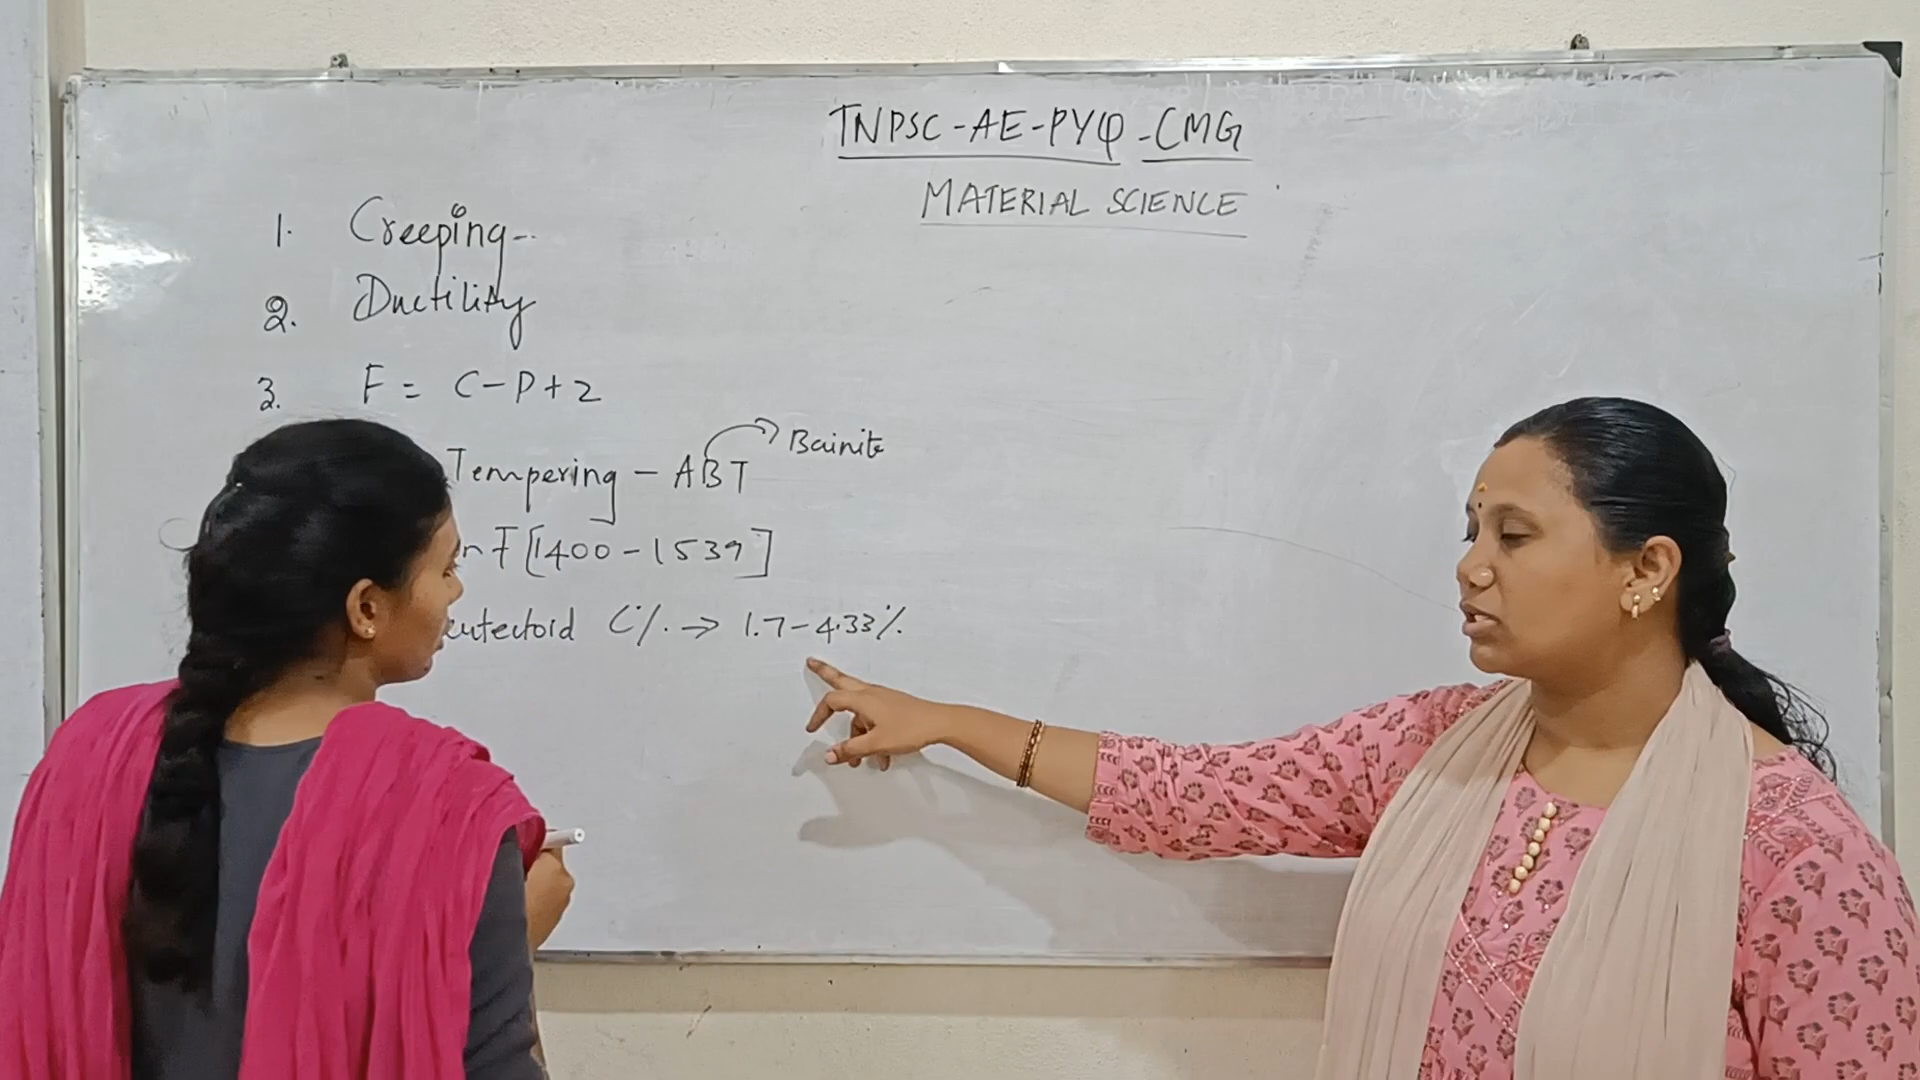 TNPSC-AE-PYQ-CMG
MATERIAL SCIENCE
1. Creeping
2. Ductility
3. F = C-P+2
Tempering - ABT → Bainite
[1400-1539]
C% → 1.7-4.33%